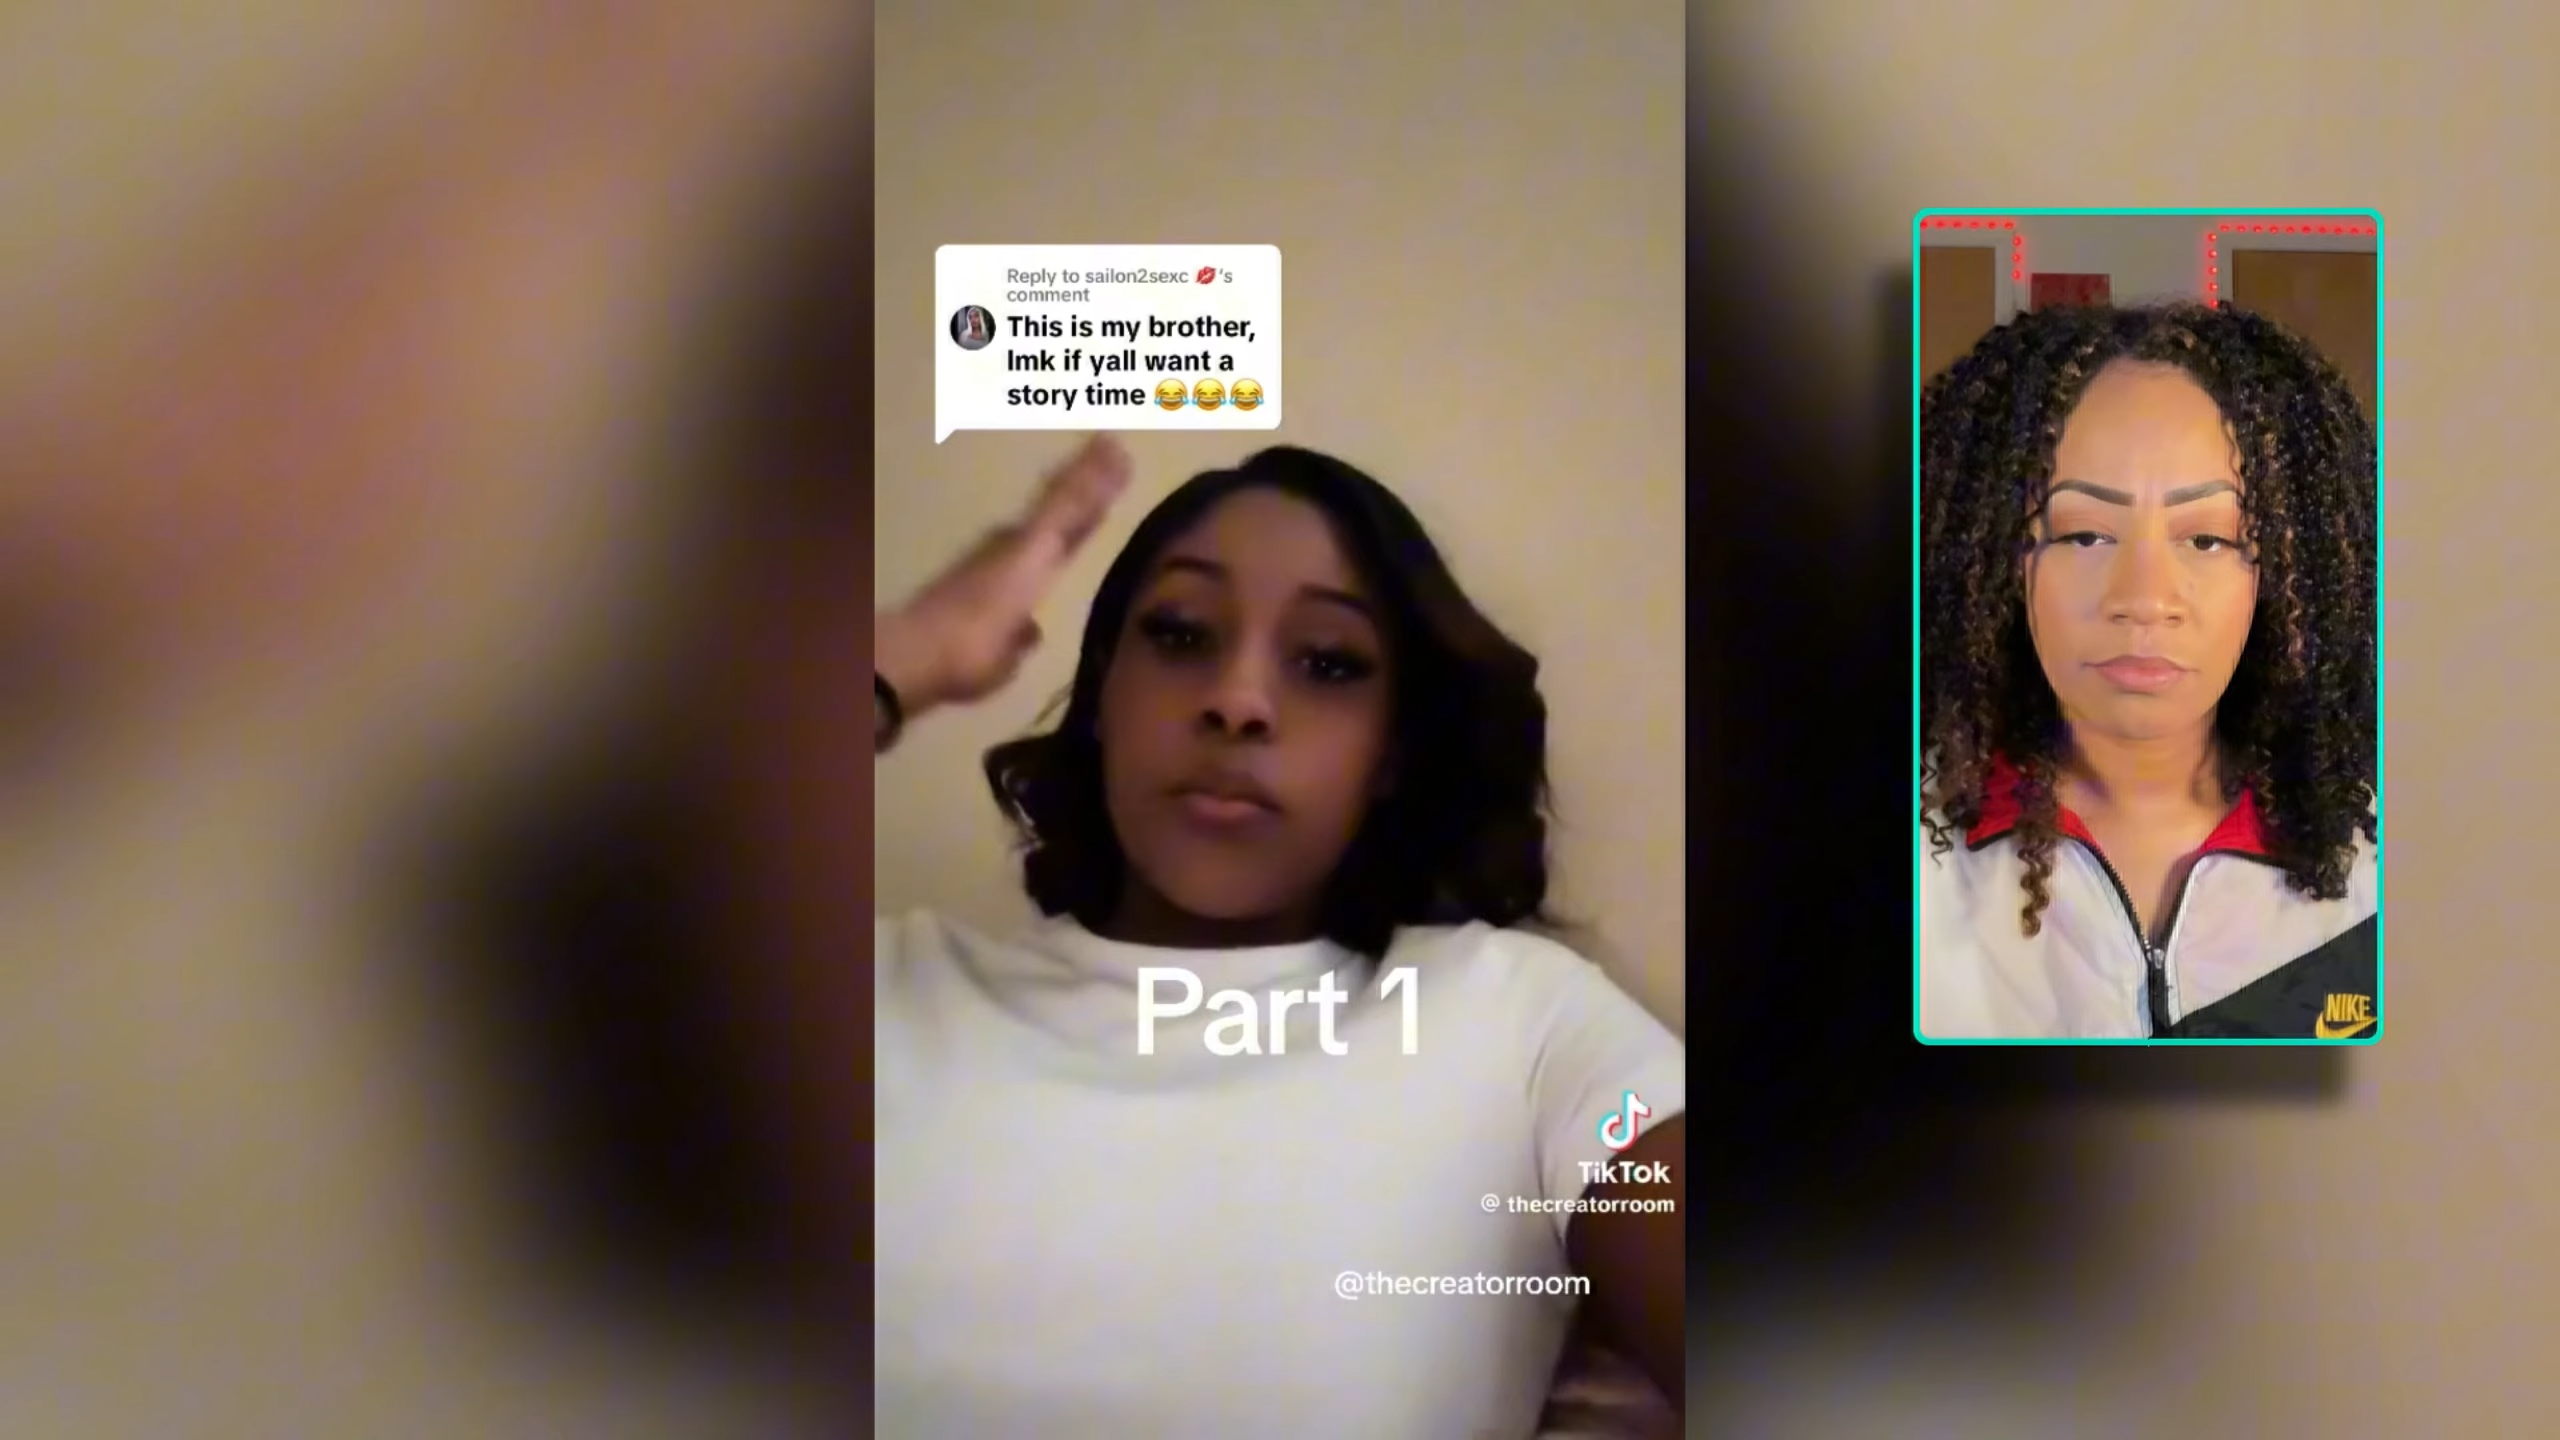 Reply to sailon2sexc 💋's
comment
This is my brother,
lmk if yall want a
story time 😂😂😂
Part 1
TikTok
@ thecreatorroom
@thecreatorroom
NIKE